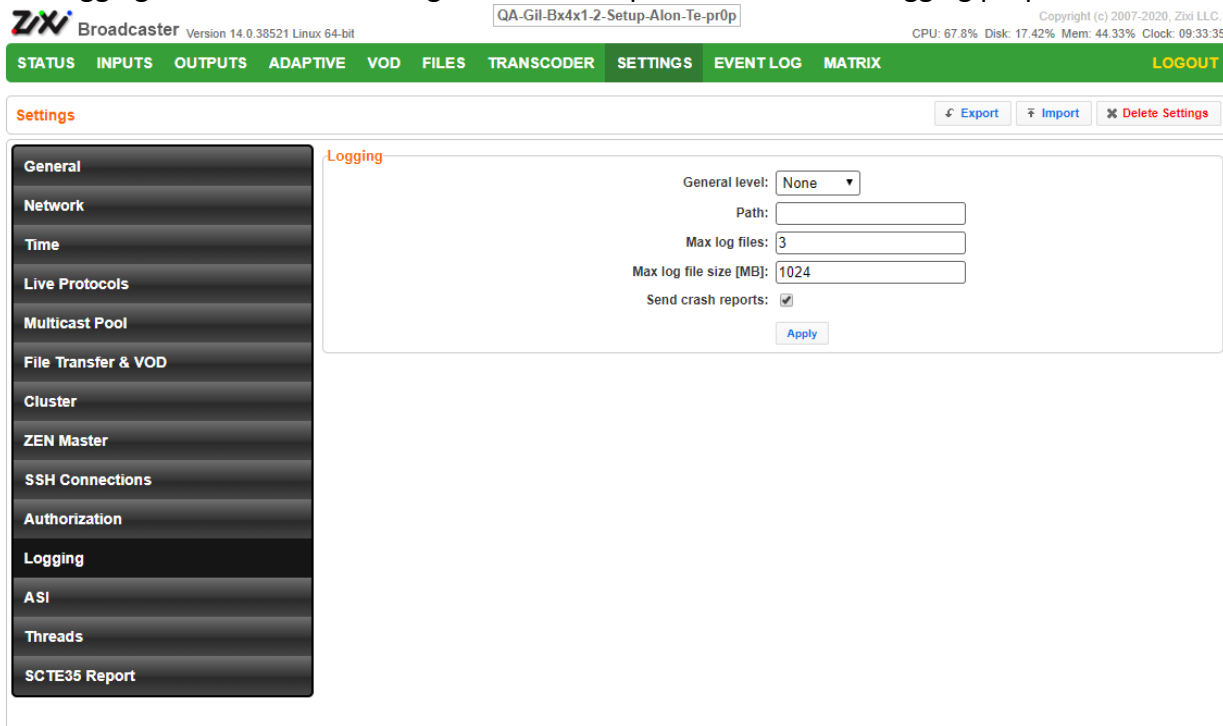 QA-Gil-Bx4x1-2-Setup-Alon-Te-pr0p
Copyright (c) 2007-2020, Zixi LLC.
ZiXi Broadcaster Version 14.0.38521 Linux 64-bit
CPU: 67.8% Disk: 17.42% Mem: 44.33% Clock: 09:33:35
STATUS INPUTS OUTPUTS ADAPTIVE VOD FILES TRANSCODER SETTINGS EVENT LOG MATRIX LOGOUT
Settings Export Import Delete Settings
General
Network
Time
Live Protocols
Multicast Pool
File Transfer & VOD
Cluster
ZEN Master
SSH Connections
Authorization
Logging
ASI
Threads
SCTE35 Report
Logging
General level: None
Path:
Max log files: 3
Max log file size [MB]: 1024
Send crash reports:
Apply